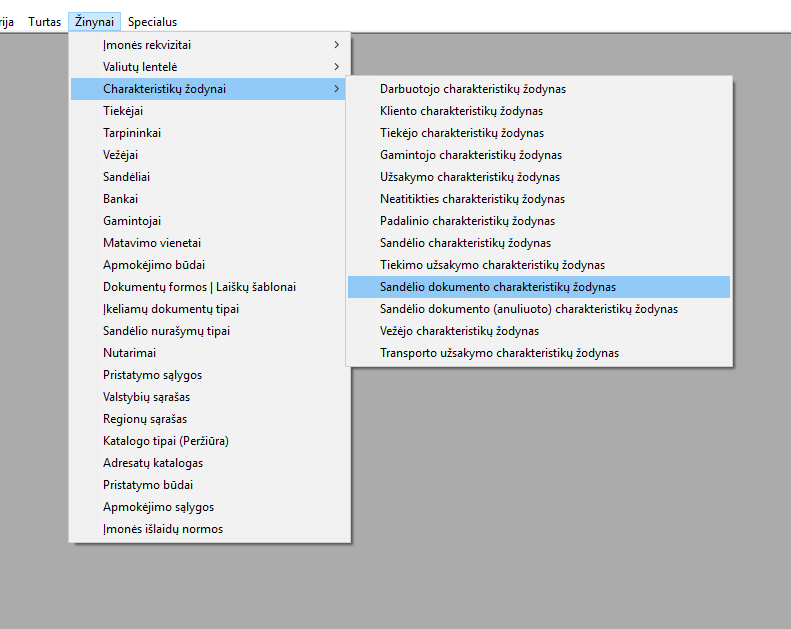 rija Turtas Žinynai Specialus
Įmonės rekvizitai
Valiutų lentelė
Charakteristikų žodynai
Tiekėjai
Tarpininkai
Vežėjai
Sandėliai
Bankai
Gamintojai
Matavimo vienetai
Apmokėjimo būdai
Dokumentų formos | Laiškų šablonai
Įkeliamų dokumentų tipai
Sandėlio nurašymų tipai
Nutarimai
Pristatymo sąlygos
Valstybių sąrašas
Regionų sąrašas
Katalogo tipai (Peržiūra)
Adresatų katalogas
Pristatymo būdai
Apmokėjimo sąlygos
Įmonės išlaidų normos
Darbuotojo charakteristikų žodynas
Kliento charakteristikų žodynas
Tiekėjo charakteristikų žodynas
Gamintojo charakteristikų žodynas
Užsakymo charakteristikų žodynas
Neatitikties charakteristikų žodynas
Padalinio charakteristikų žodynas
Sandėlio charakteristikų žodynas
Tiekimo užsakymo charakteristikų žodynas
Sandėlio dokumento charakteristikų žodynas
Sandėlio dokumento (anuliuoto) charakteristikų žodynas
Vežėjo charakteristikų žodynas
Transporto užsakymo charakteristikų žodynas